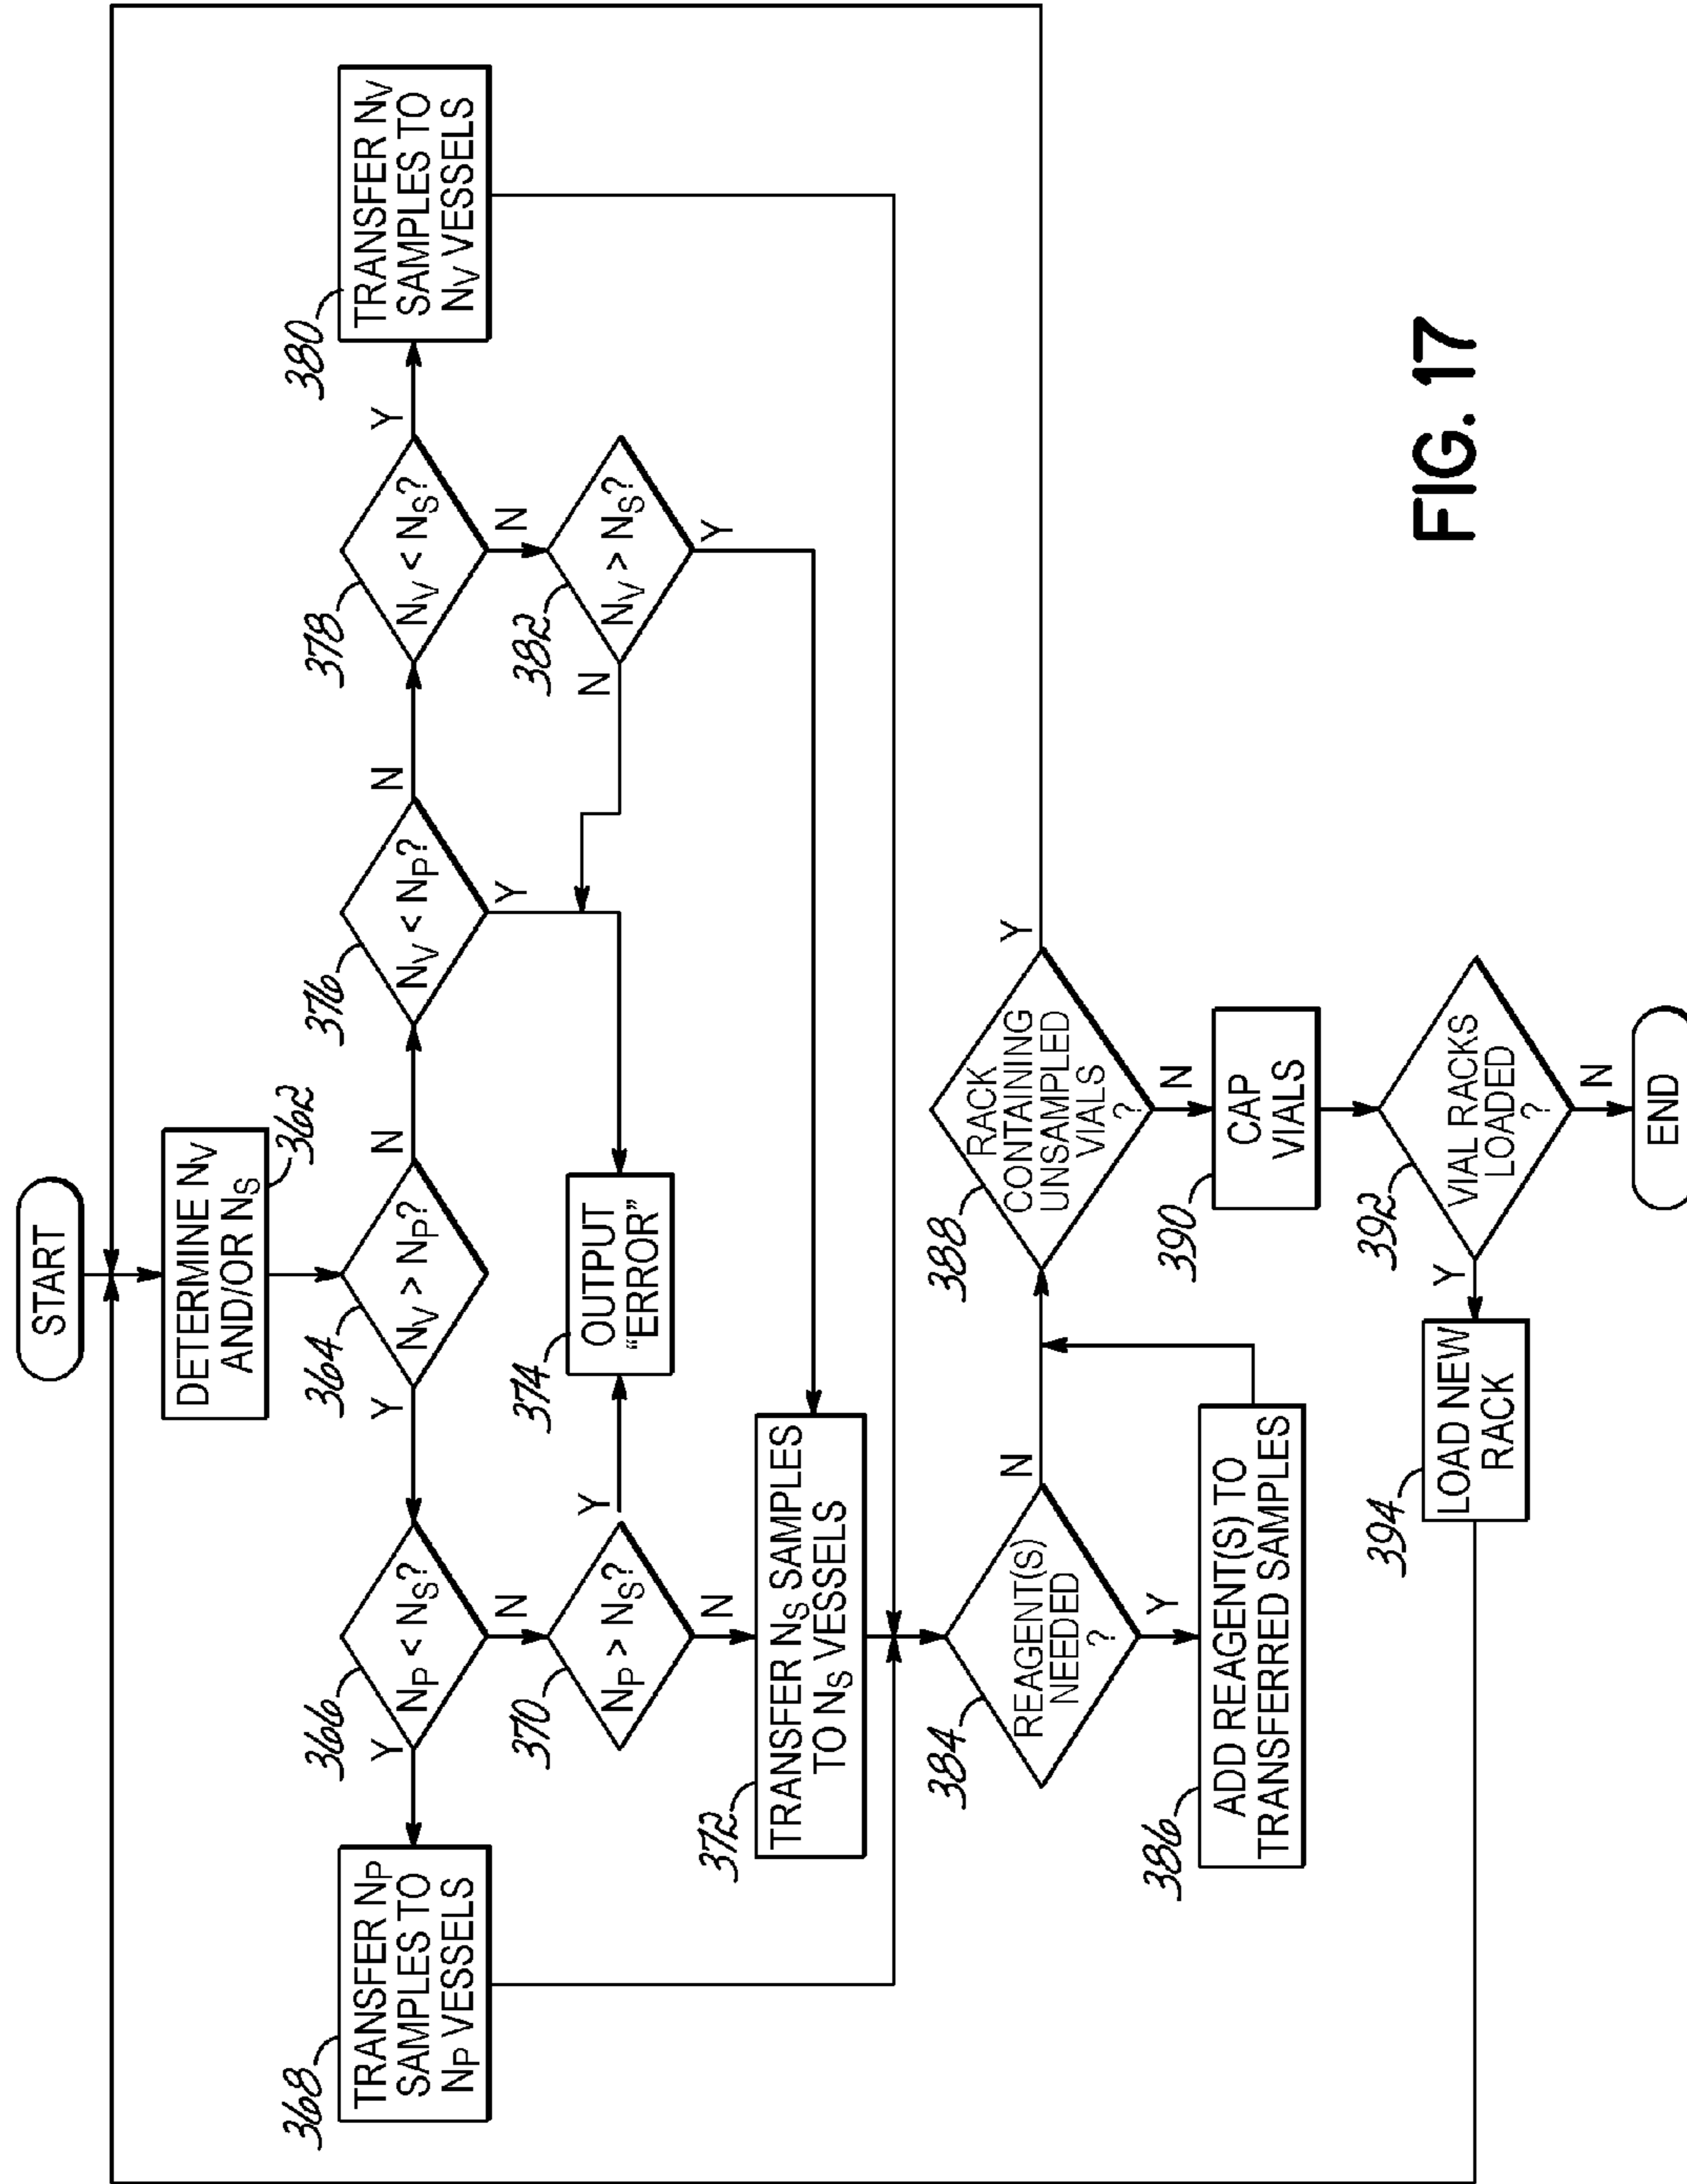 START
DETERMINE NV
AND/OR NS
362
364
NV > NP?
Y
N
366
NP < NS?
Y
N
368
TRANSFER NP
SAMPLES TO
NP VESSELS
370
NP > NS?
Y
N
372
TRANSFER NS SAMPLES
TO NS VESSELS
374
OUTPUT
"ERROR"
376
NV < NP?
N
Y
378
NV < NS?
Y
N
380
TRANSFER NV
SAMPLES TO
NV VESSELS
382
NV > NS?
N
Y
384
REAGENT(S)
NEEDED
?
N
Y
386
ADD REAGENT(S) TO
TRANSFERRED SAMPLES
388
RACK
CONTAINING
UNSAMPLED
VIALS
?
Y
N
390
CAP
VIALS
392
VIAL RACKS
LOADED
?
Y
N
394
LOAD NEW
RACK
END
FIG. 17